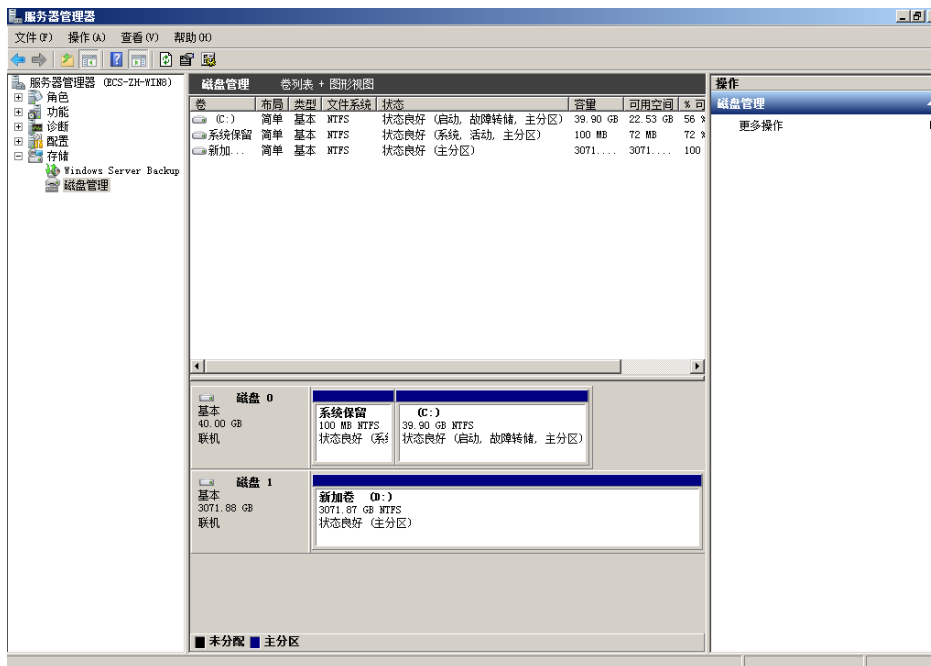 服务器管理器
文件(F) 操作(A) 查看(V) 帮助(H)
服务器管理器 (ECS-ZH-WIN8)
角色
功能
诊断
配置
存储
Windows Server Backup
磁盘管理
磁盘管理 卷列表 + 图形视图
卷 布局 类型 文件系统 状态 容量 可用空间 % 可
(C:) 简单 基本 NTFS 状态良好 (启动, 故障转储, 主分区) 39.90 GB 22.53 GB 56 %
系统保留 简单 基本 NTFS 状态良好 (系统, 活动, 主分区) 100 MB 72 MB 72 %
新加... 简单 基本 NTFS 状态良好 (主分区) 3071.... 3071.... 100
磁盘 0
基本
40.00 GB
联机
系统保留
100 MB NTFS
状态良好 (系统
(C:)
39.90 GB NTFS
状态良好 (启动, 故障转储, 主分区)
磁盘 1
基本
3071.88 GB
联机
新加卷 (D:)
3071.87 GB NTFS
状态良好 (主分区)
未分配 主分区
操作
磁盘管理
更多操作